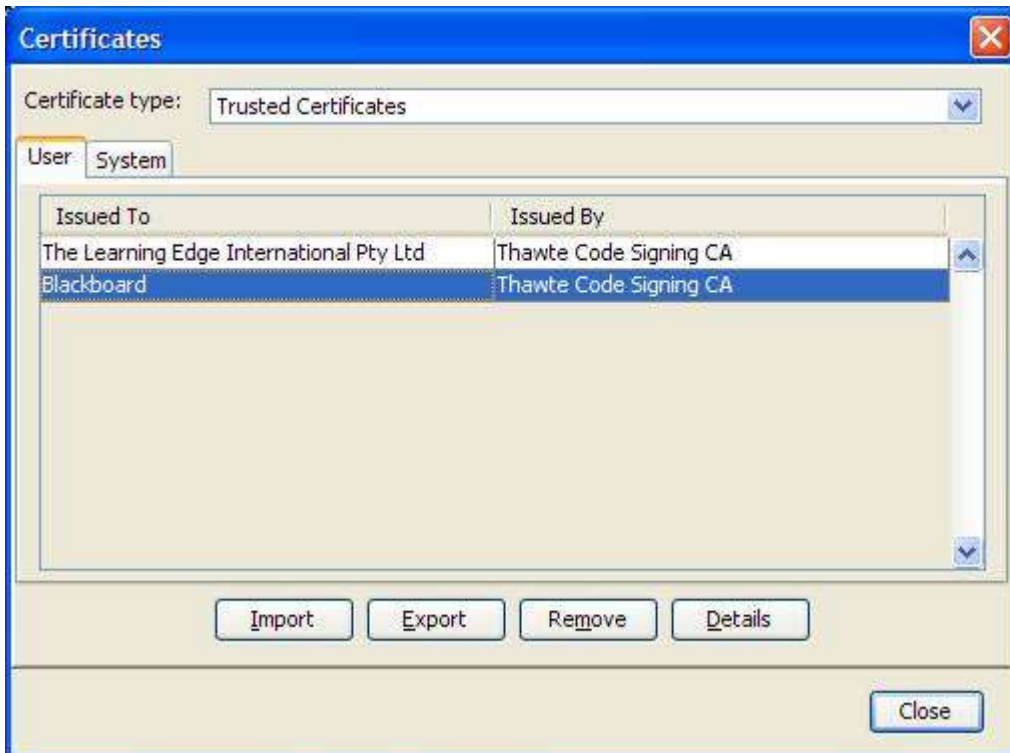 Certificates
Certificate type: Trusted Certificates
User System
Issued To Issued By
The Learning Edge International Pty Ltd Thawte Code Signing CA
Blackboard Thawte Code Signing CA
Import Export Remove Details
Close